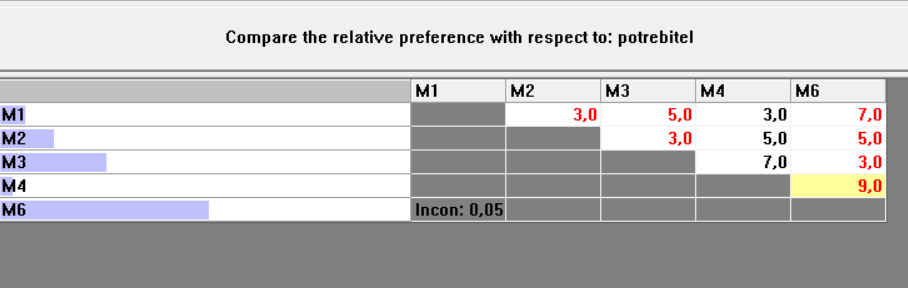 Compare the relative preference with respect to: potrebitel
M1 M2 M3 M4 M6
M1 3,0 5,0 3,0 7,0
M2 3,0 5,0 5,0
M3 7,0 3,0
M4 9,0
M6 Incon: 0,05